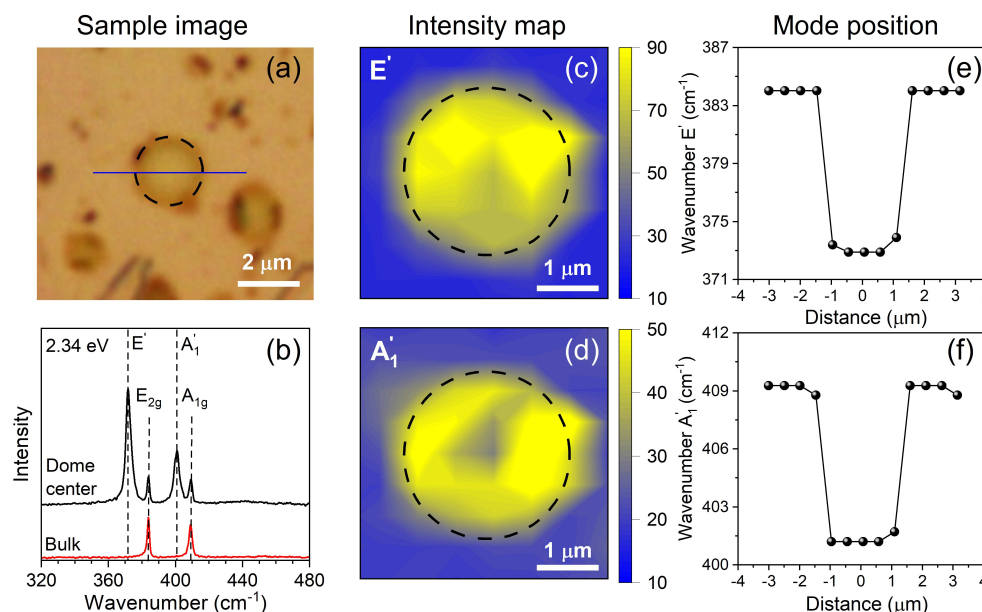 Sample image
Intensity map
Mode position
(a)
2 μm
E'
(c)
1 μm
90
70
50
30
10
(e)
Wavenumber E' (cm-1)
387
384
379
375
371
-4 -3 -2 -1 0 1 2 3 4
Distance (μm)
2.34 eV
E'
A'1
(b)
E2g
A1g
Intensity
Dome
center
Bulk
320 360 400 440 480
Wavenumber (cm-1)
A'1
(d)
1 μm
50
40
30
20
10
(f)
Wavenumber A'1 (cm-1)
412
409
406
403
400
-4 -3 -2 -1 0 1 2 3 4
Distance (μm)